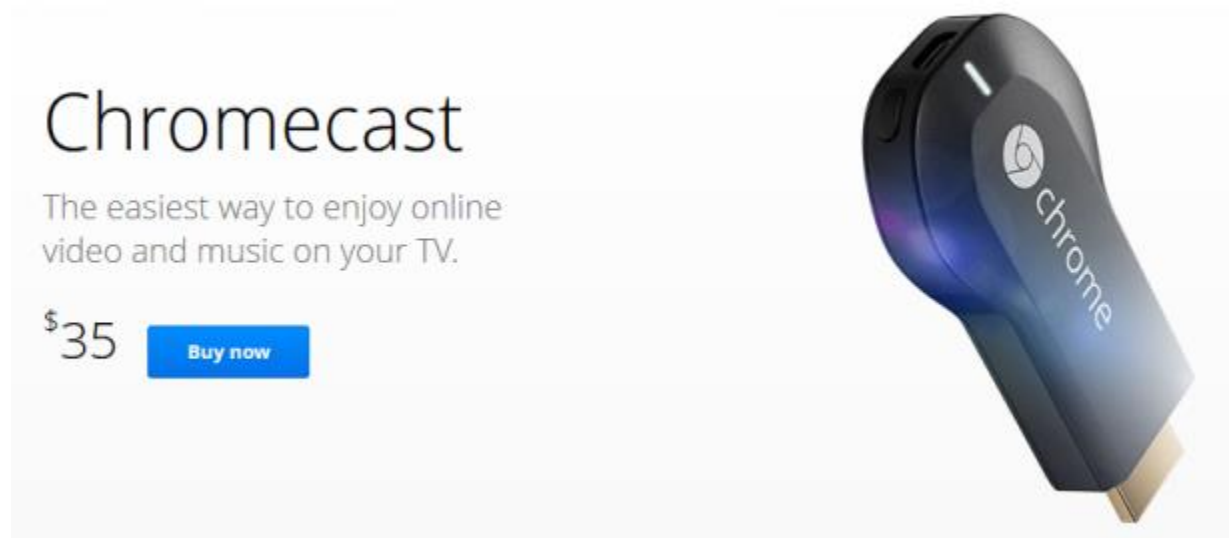 Chromecast
The easiest way to enjoy online
video and music on your TV.
$35
Buy now
chrome